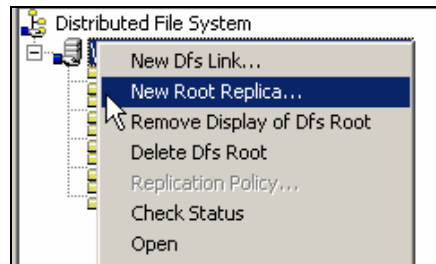 Distributed File System
New Dfs Link...
New Root Replica...
Remove Display of Dfs Root
Delete Dfs Root
Replication Policy...
Check Status
Open